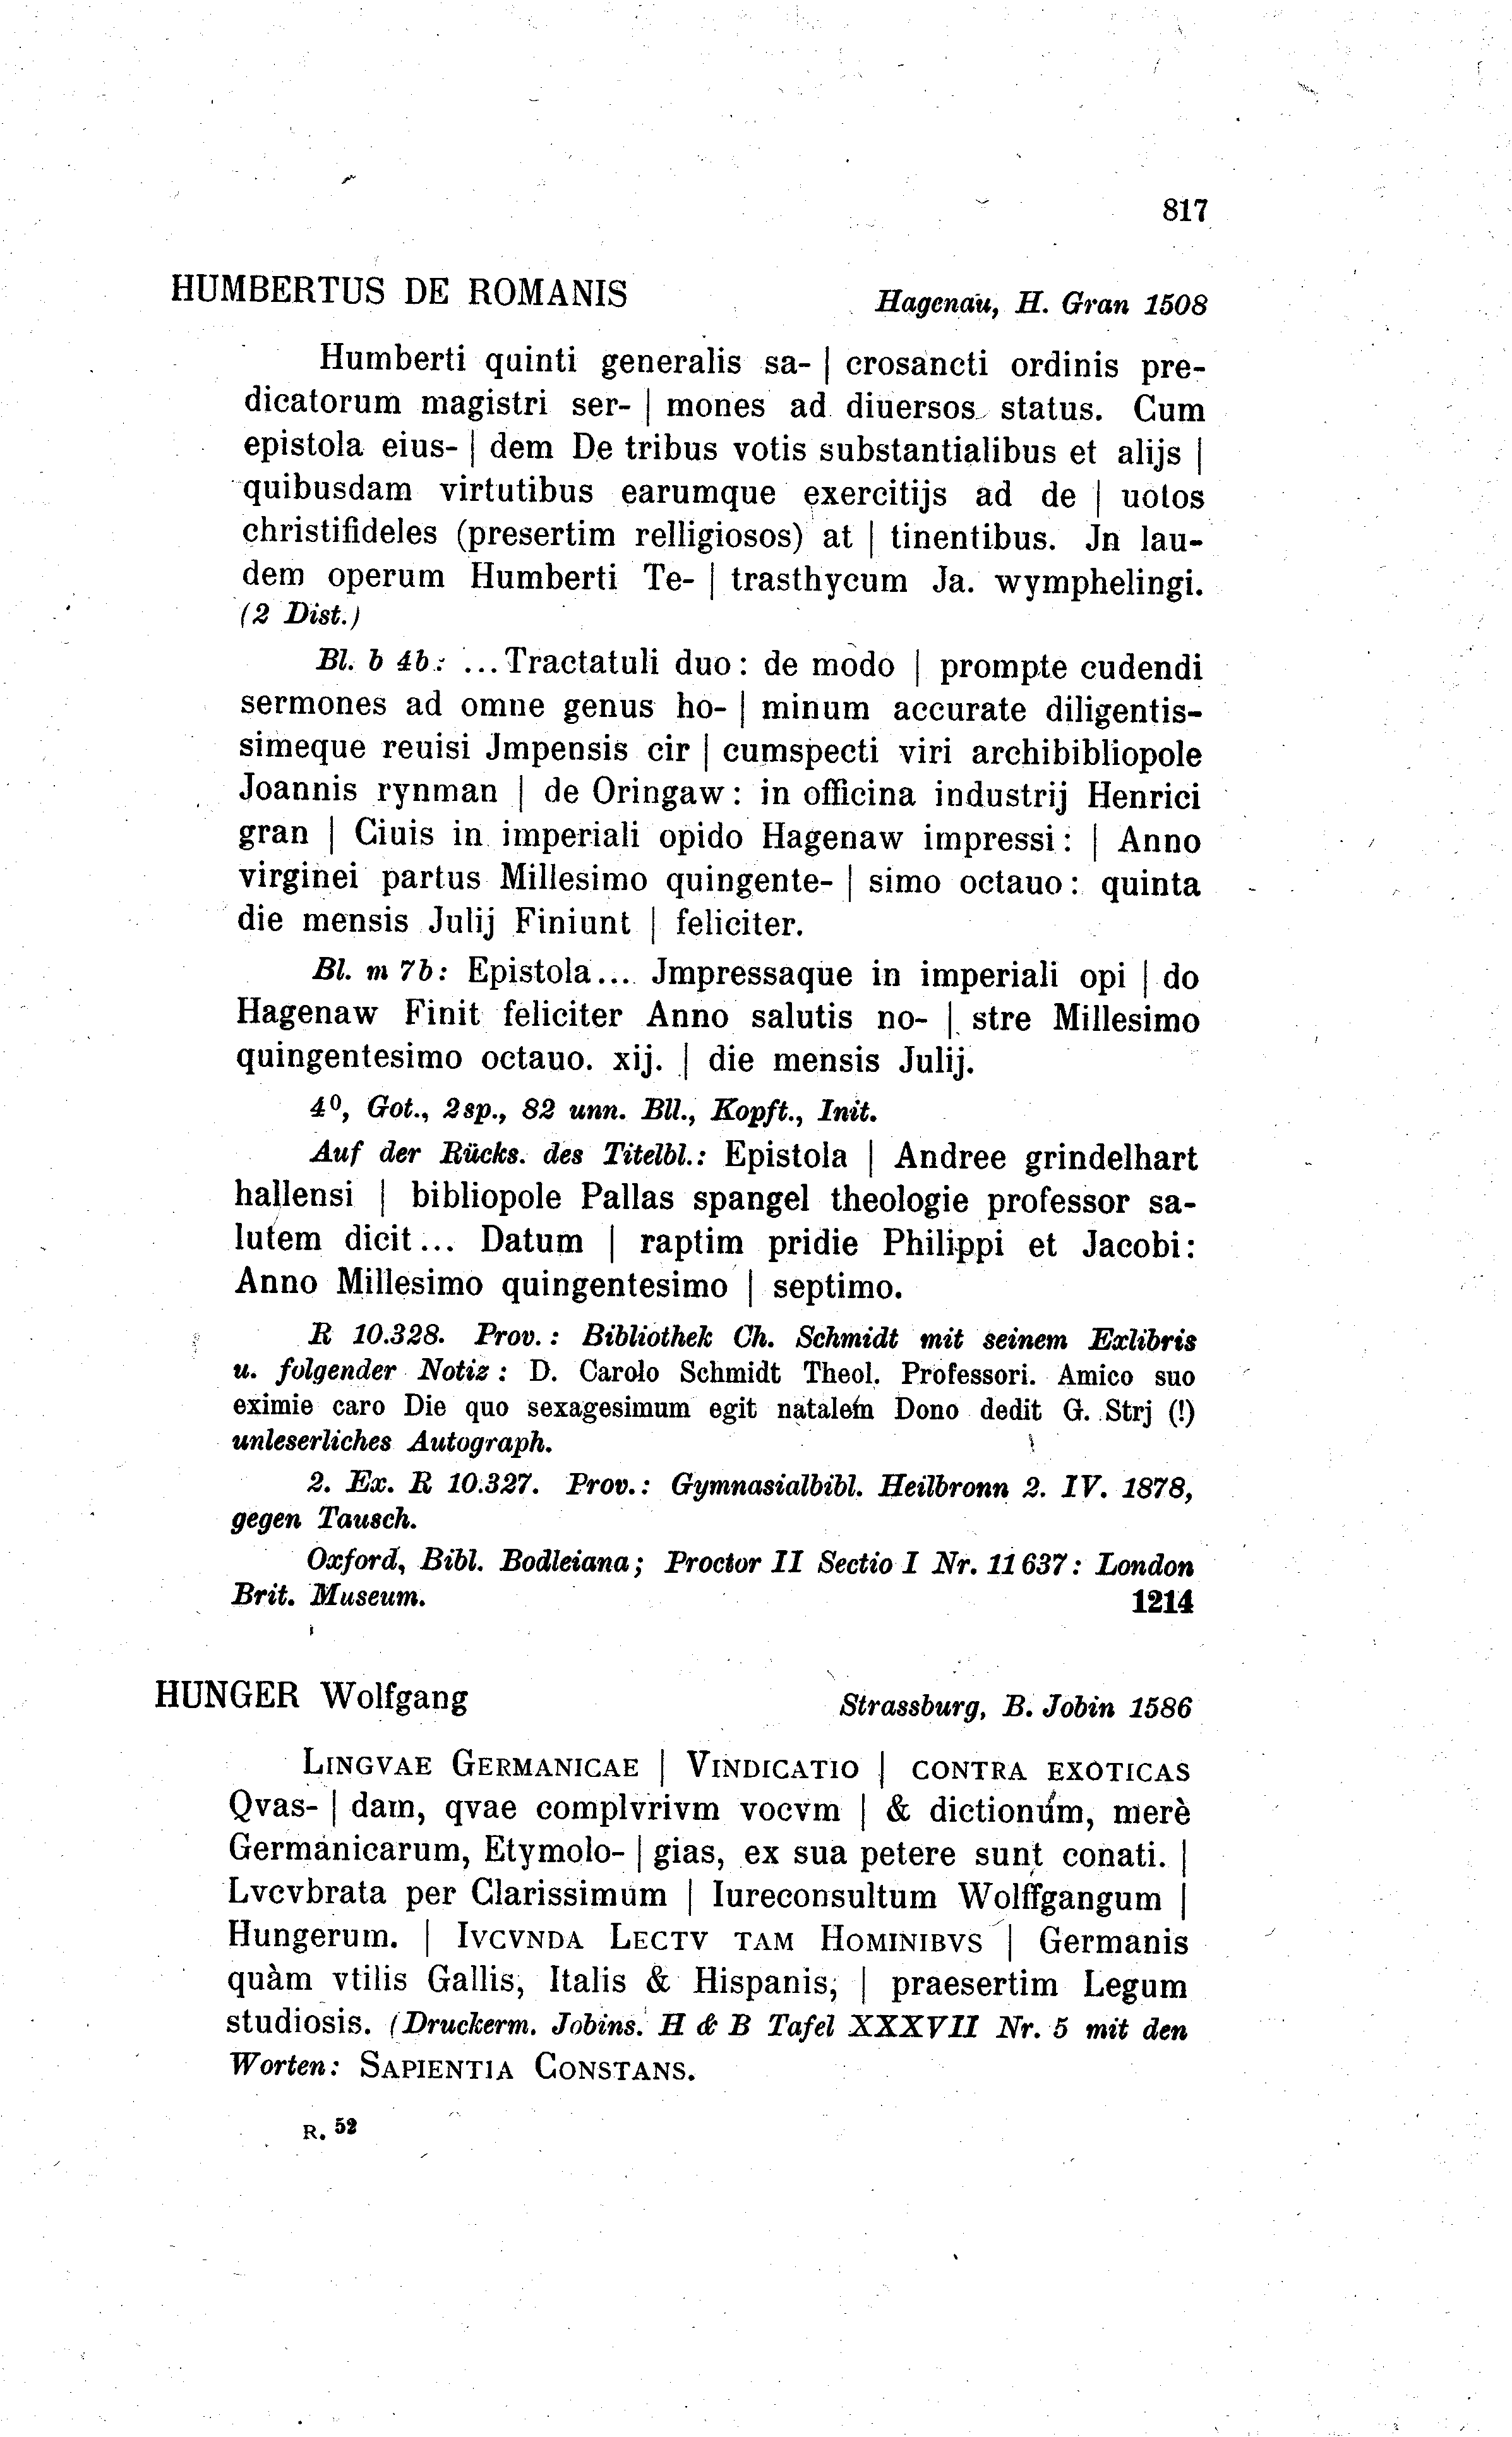 817
HUMBERTUS DE ROMANIS Hagenau, H. Gran 1508
Humberti quinti generalis sa- | crosancti ordinis pre-
dicatorum magistri ser- | mones ad diuersos status. Cum
epistola eius- | dem De tribus votis substantialibus et alijs |
quibusdam virtutibus earumque exercitijs ad de | uotos
christifideles (presertim relligiosos) at | tinentibus. Jn lau-
dem operum Humberti Te- | trasthycum Ja. wymphelingi.
(2 Dist.)
Bl. b 4b: ... Tractatuli duo: de modo | prompte cudendi
sermones ad omne genus ho- | minum accurate diligentis-
simeque reuisi Jmpensis cir | cumspecti viri archibibliopole
Joannis rynman | de Oringaw: in officina industrij Henrici
gran | Ciuis in imperiali opido Hagenaw impressi: | Anno
virginei partus Millesimo quingente- | simo octauo: quinta
die mensis Julij Finiunt | feliciter.
Bl. m 7b: Epistola... Jmpressaque in imperiali opi | do
Hagenaw Finit feliciter Anno salutis no- | stre Millesimo
quingentesimo octauo. xij. | die mensis Julij.
4⁰, Got., 2sp., 82 unn. Bll., Kopft., Init.
Auf der Rücks. des Titelbl.: Epistola | Andree grindelhart
hallensi | bibliopole Pallas spangel theologie professor sa-
lutem dicit... Datum | raptim pridie Philippi et Jacobi:
Anno Millesimo quingentesimo | septimo.
R 10.328. Prov.: Bibliothek Ch. Schmidt mit seinem Exlibris
u. folgender Notiz: D. Carolo Schmidt Theol. Professori. Amico suo
eximie caro Die quo sexagesimum egit natalem Dono dedit G. Strj (!)
unleserliches Autograph.
2. Ex. R 10.327. Prov.: Gymnasialbibl. Heilbronn 2. IV. 1878,
gegen Tausch.
Oxford, Bibl. Bodleiana; Proctor II Sectio I Nr. 11637: London
Brit. Museum. 1214
HUNGER Wolfgang Strassburg, B. Jobin 1586
LINGVAE GERMANICAE | VINDICATIO | CONTRA EXOTICAS
Qvas- | dam, qvae complvrivm vocvm | & dictionúm, merè
Germanicarum, Etymolo- | gias, ex sua petere sunt conati. |
Lvcvbrata per Clarissimum | Iureconsultum Wolffgangum |
Hungerum. | IVCVNDA LECTV TAM HOMINIBVS | Germanis
quàm vtilis Gallis, Italis & Hispanis, | praesertim Legum
studiosis. (Druckerm. Jobins. H & B Tafel XXXVII Nr. 5 mit den
Worten: SAPIENTIA CONSTANS.
R. 52